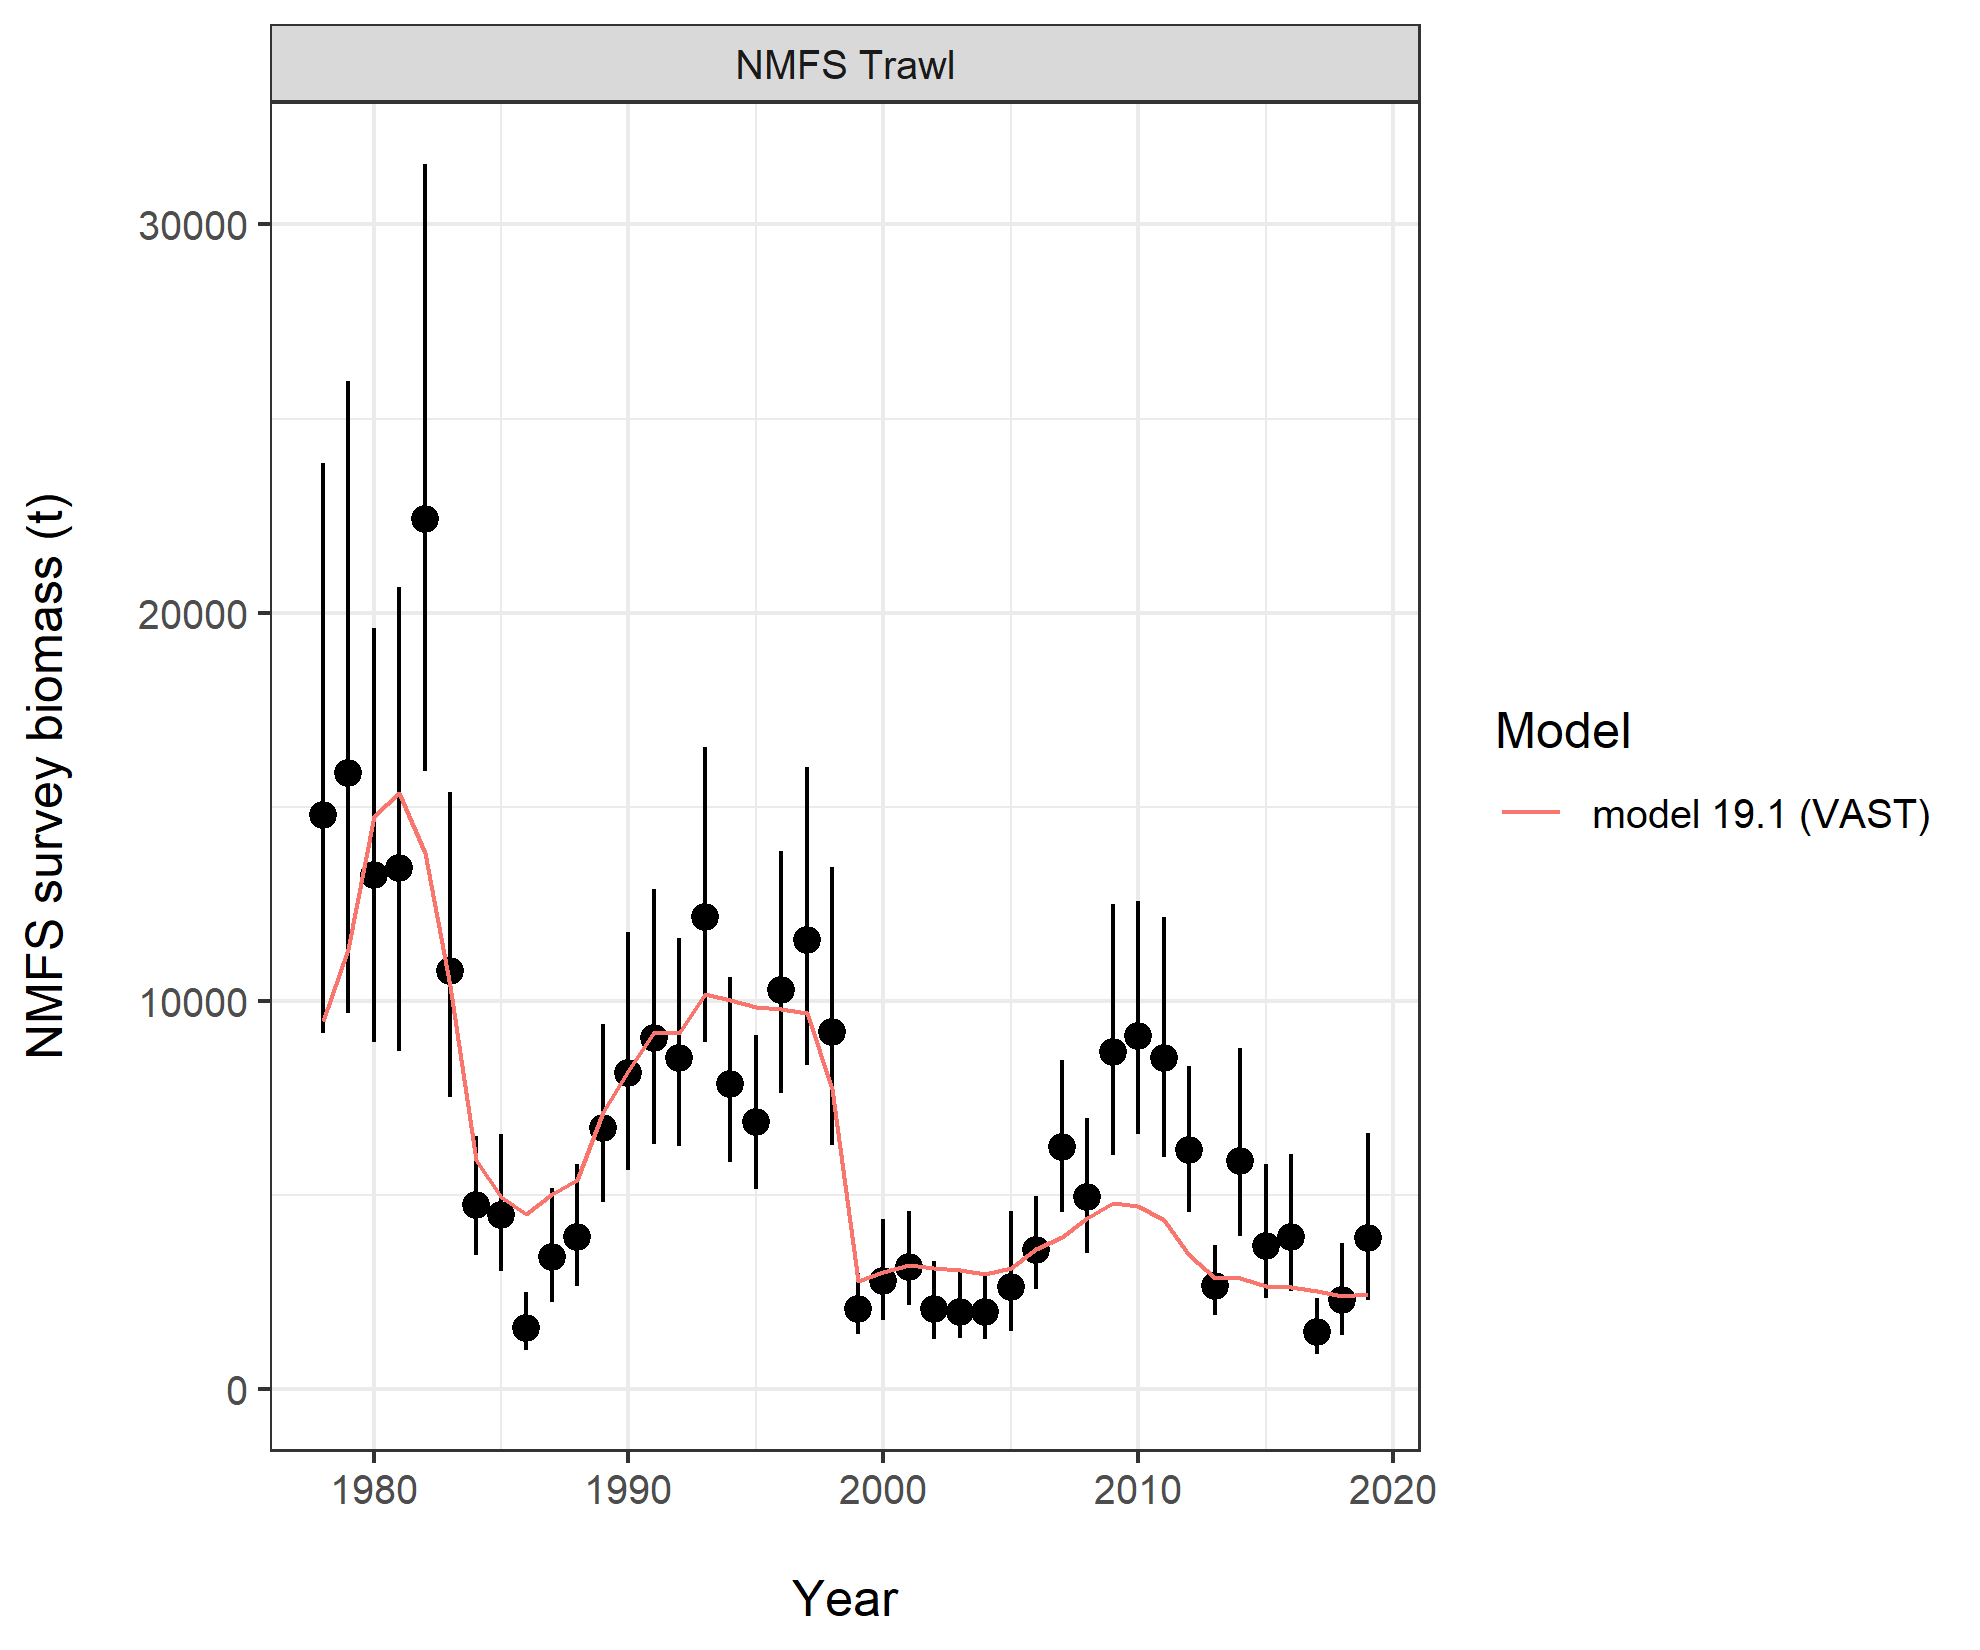 NMFS Trawl
NMFS survey biomass (t)
30000
20000
10000
0
1980 1990 2000 2010 2020
Year
Model
model 19.1 (VAST)